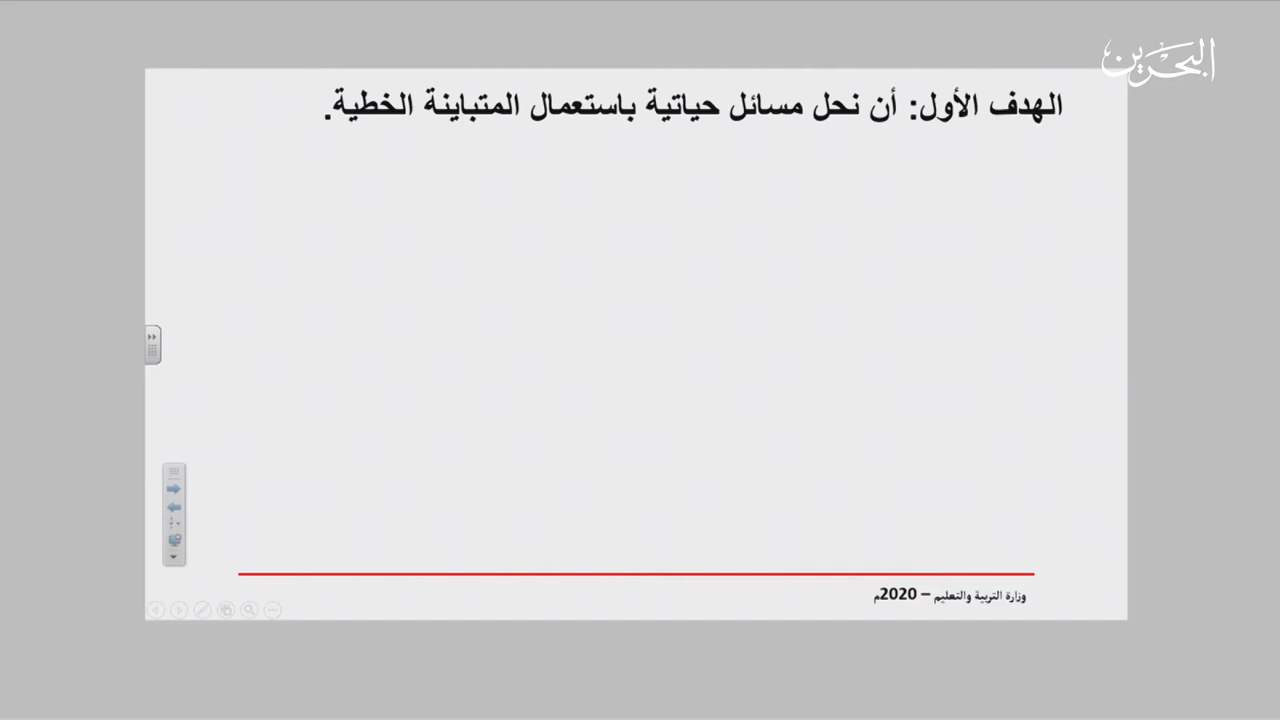 البحرين
الهدف الأول: أن نحل مسائل حياتية باستعمال المتباينة الخطية.
وزارة التربية والتعليم – 2020م